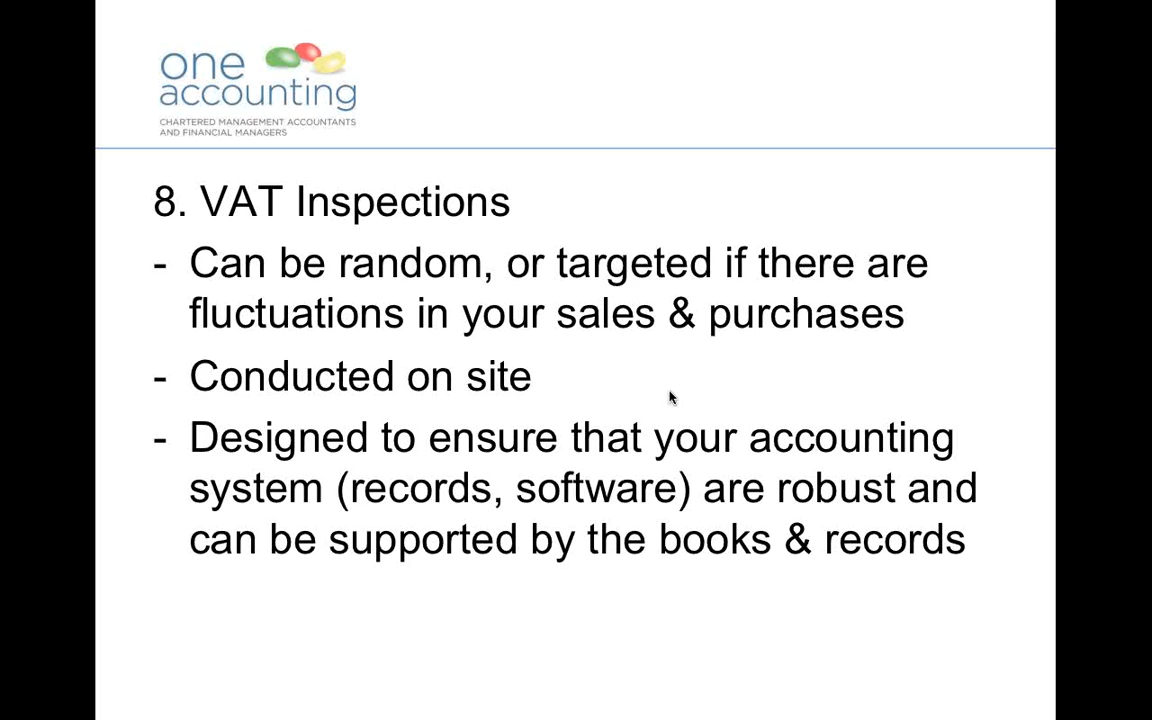 one
accounting
CHARTERED MANAGEMENT ACCOUNTANTS
AND FINANCIAL MANAGERS
8. VAT Inspections
- Can be random, or targeted if there are
fluctuations in your sales & purchases
- Conducted on site
- Designed to ensure that your accounting
system (records, software) are robust and
can be supported by the books & records